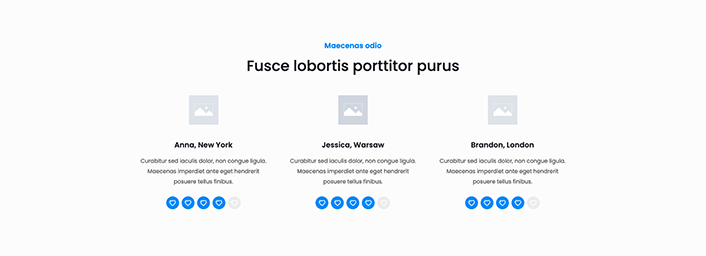 Maecenas odio
Fusce lobortis porttitor purus
Anna, New York
Curabitur sed iaculis dolor, non congue ligula.
Maecenas imperdiet ante eget hendrerit
posuere tellus finibus.
Jessica, Warsaw
Curabitur sed iaculis dolor, non congue ligula.
Maecenas imperdiet ante eget hendrerit
posuere tellus finibus.
Brandon, London
Curabitur sed iaculis dolor, non congue ligula.
Maecenas imperdiet ante eget hendrerit
posuere tellus finibus.